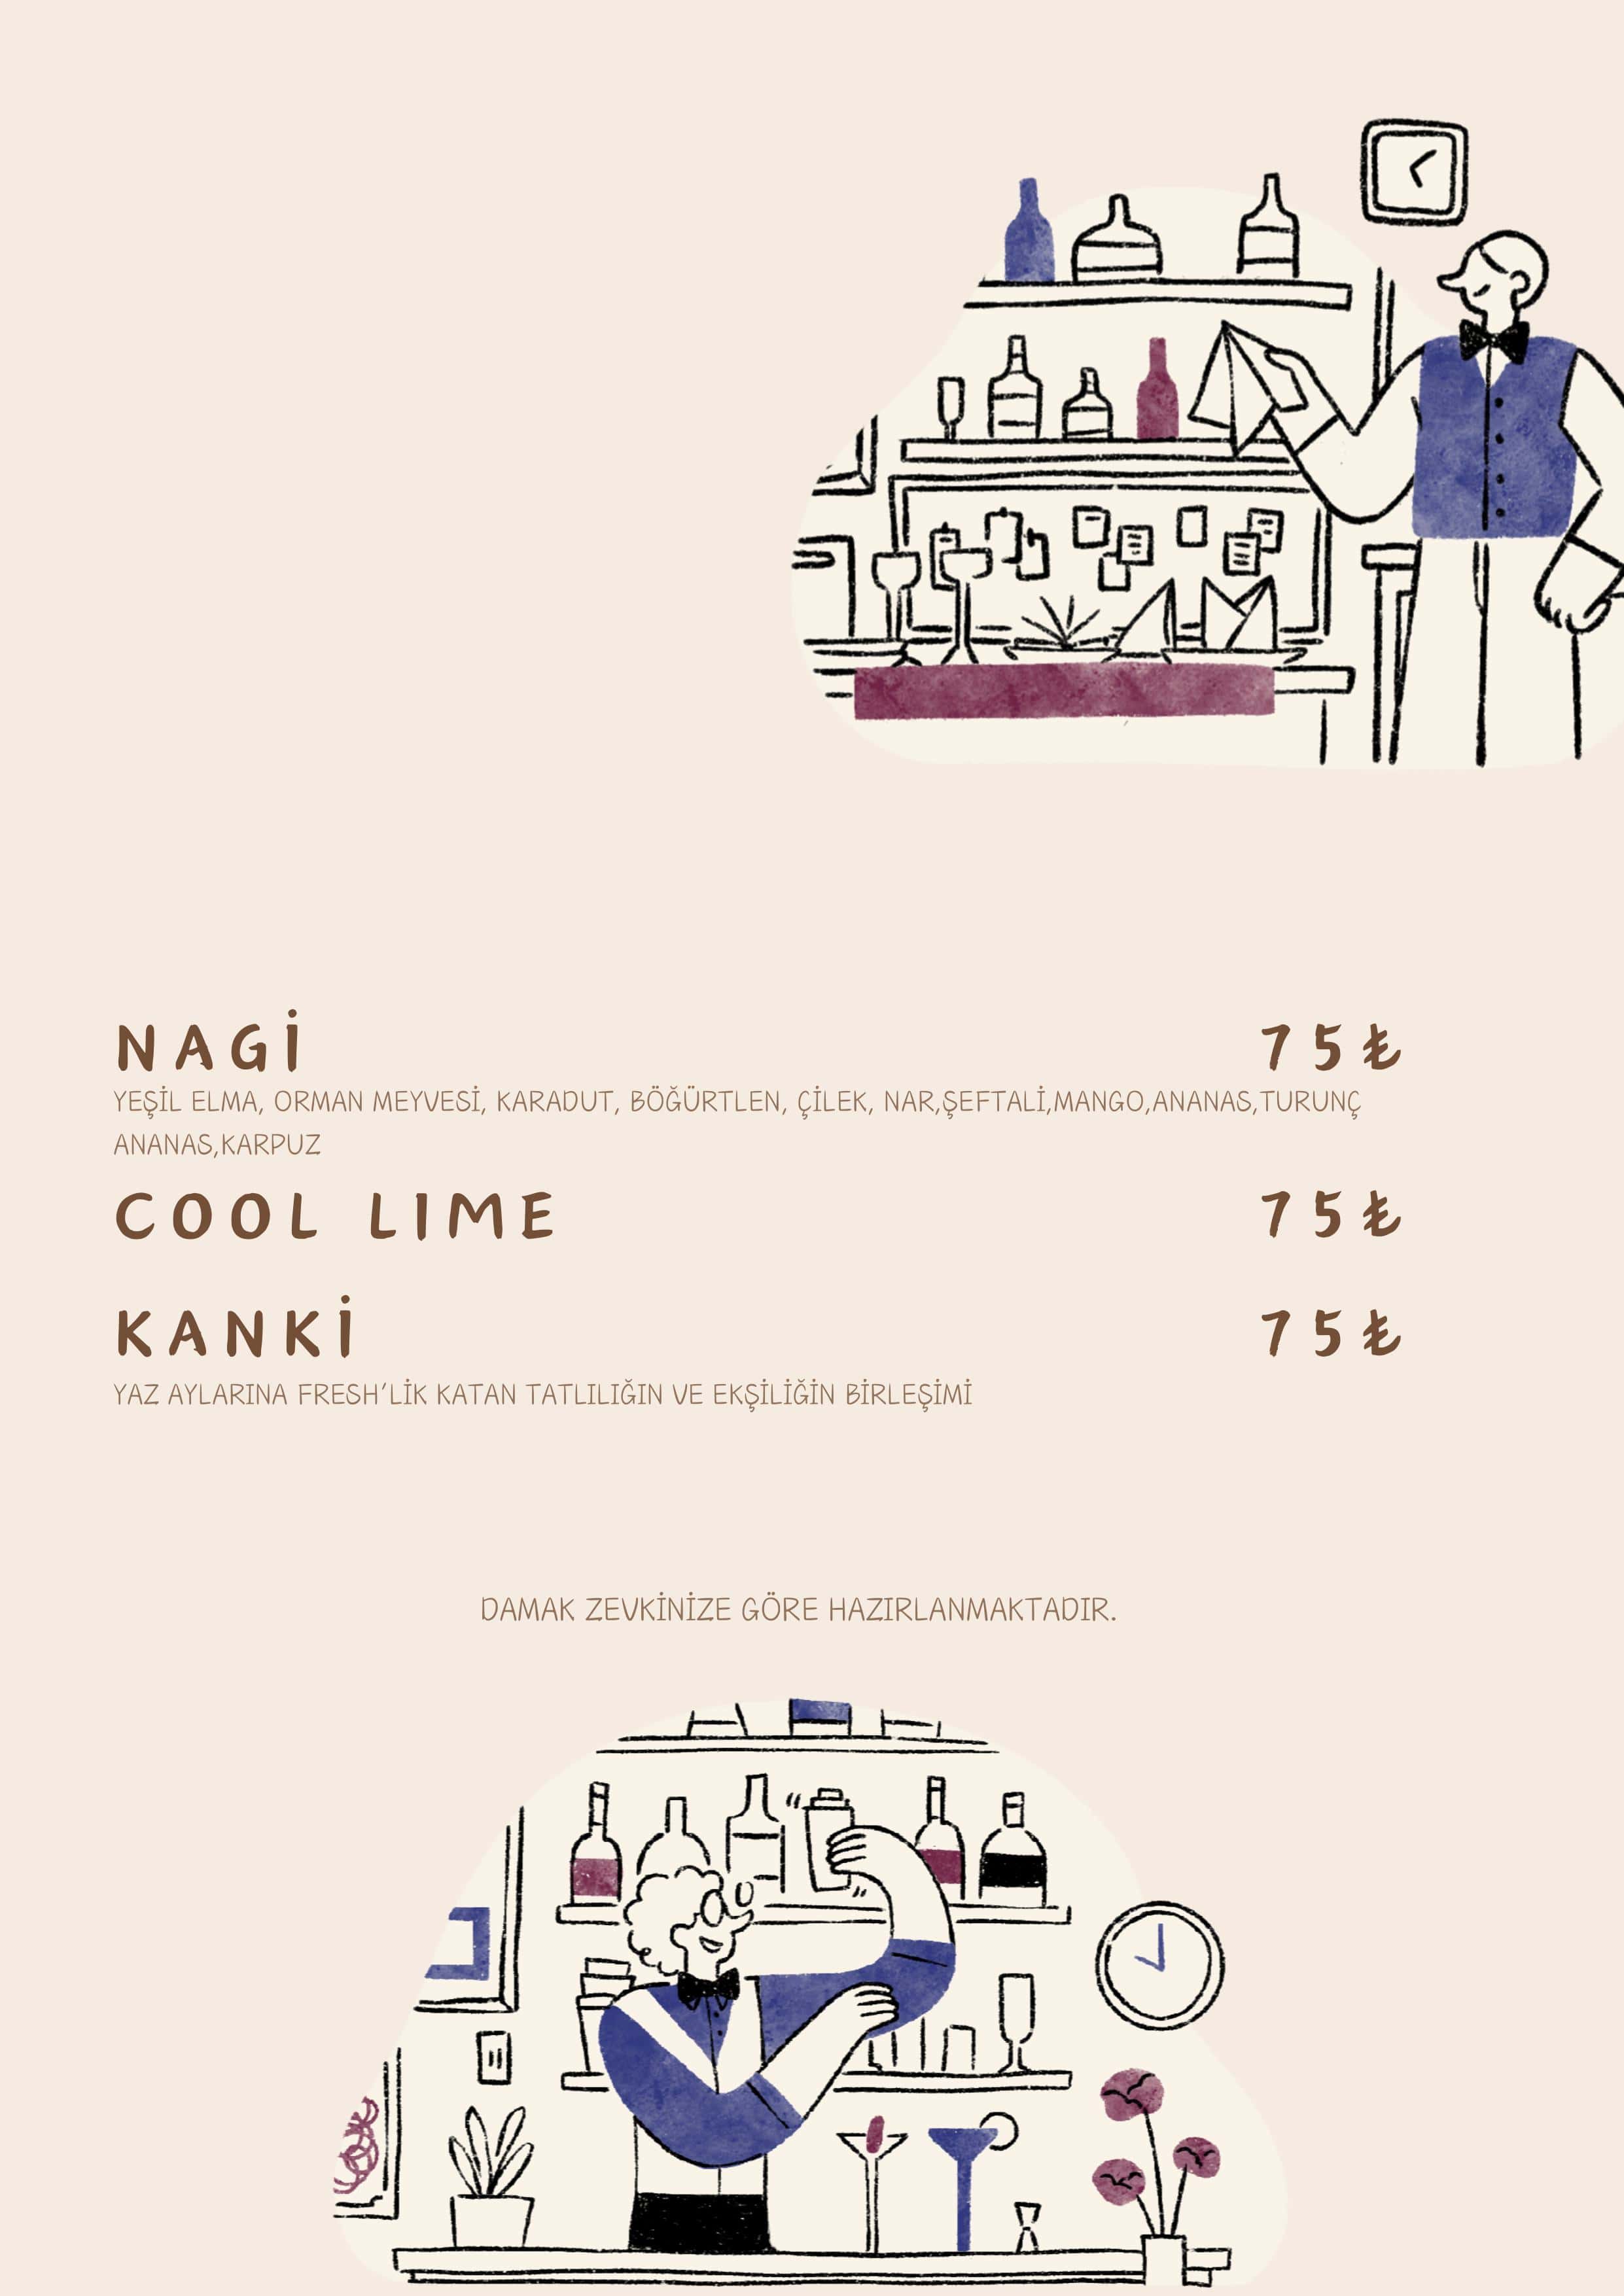 NAGİ 75₺
YEŞİL ELMA, ORMAN MEYVESİ, KARADUT, BÖĞÜRTLEN, ÇİLEK, NAR,ŞEFTALİ,MANGO,ANANAS,TURUNÇ
ANANAS,KARPUZ
COOL LIME 75₺
KANKİ 75₺
YAZ AYLARINA FRESH'LİK KATAN TATLILIĞIN VE EKŞİLİĞİN BİRLEŞİMİ
DAMAK ZEVKİNİZE GÖRE HAZIRLANMAKTADIR.